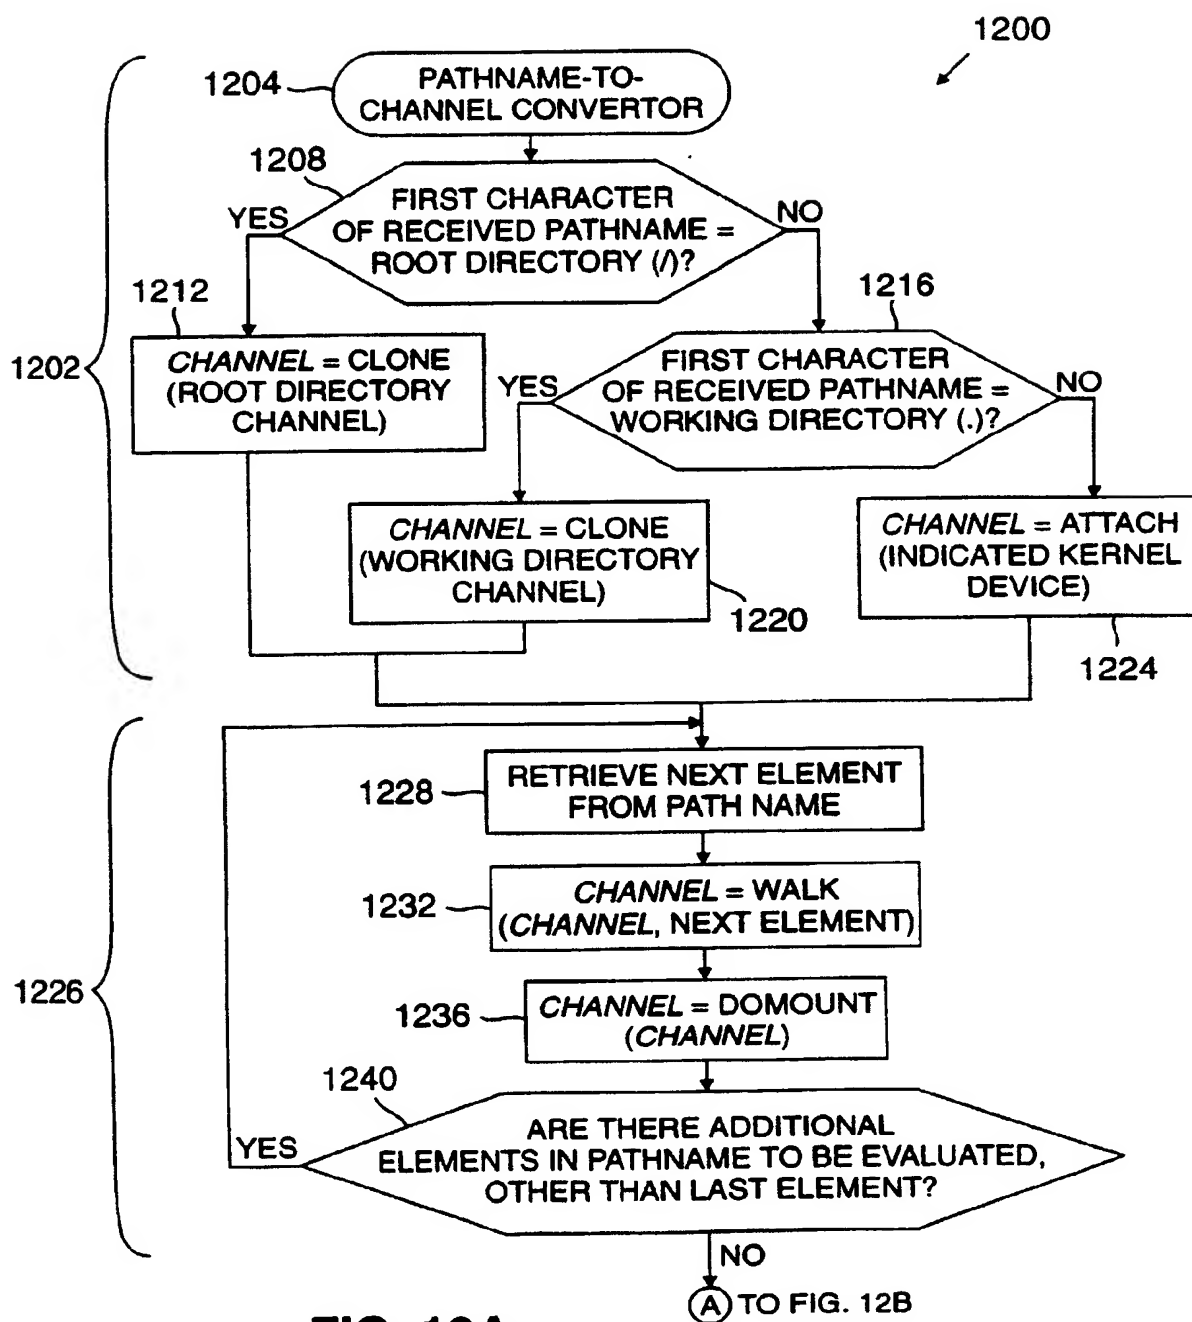 1200
1204
PATHNAME-TO-
CHANNEL CONVERTOR
1208
FIRST CHARACTER
OF RECEIVED PATHNAME =
ROOT DIRECTORY (/)?
YES
NO
1212
CHANNEL = CLONE
(ROOT DIRECTORY
CHANNEL)
1216
FIRST CHARACTER
OF RECEIVED PATHNAME =
WORKING DIRECTORY (.)?
YES
NO
1202
CHANNEL = CLONE
(WORKING DIRECTORY
CHANNEL)
1220
CHANNEL = ATTACH
(INDICATED KERNEL
DEVICE)
1224
1228
RETRIEVE NEXT ELEMENT
FROM PATH NAME
1232
CHANNEL = WALK
(CHANNEL, NEXT ELEMENT)
1226
1236
CHANNEL = DOMOUNT
(CHANNEL)
1240
YES
ARE THERE ADDITIONAL
ELEMENTS IN PATHNAME TO BE EVALUATED,
OTHER THAN LAST ELEMENT?
NO
A TO FIG. 12B